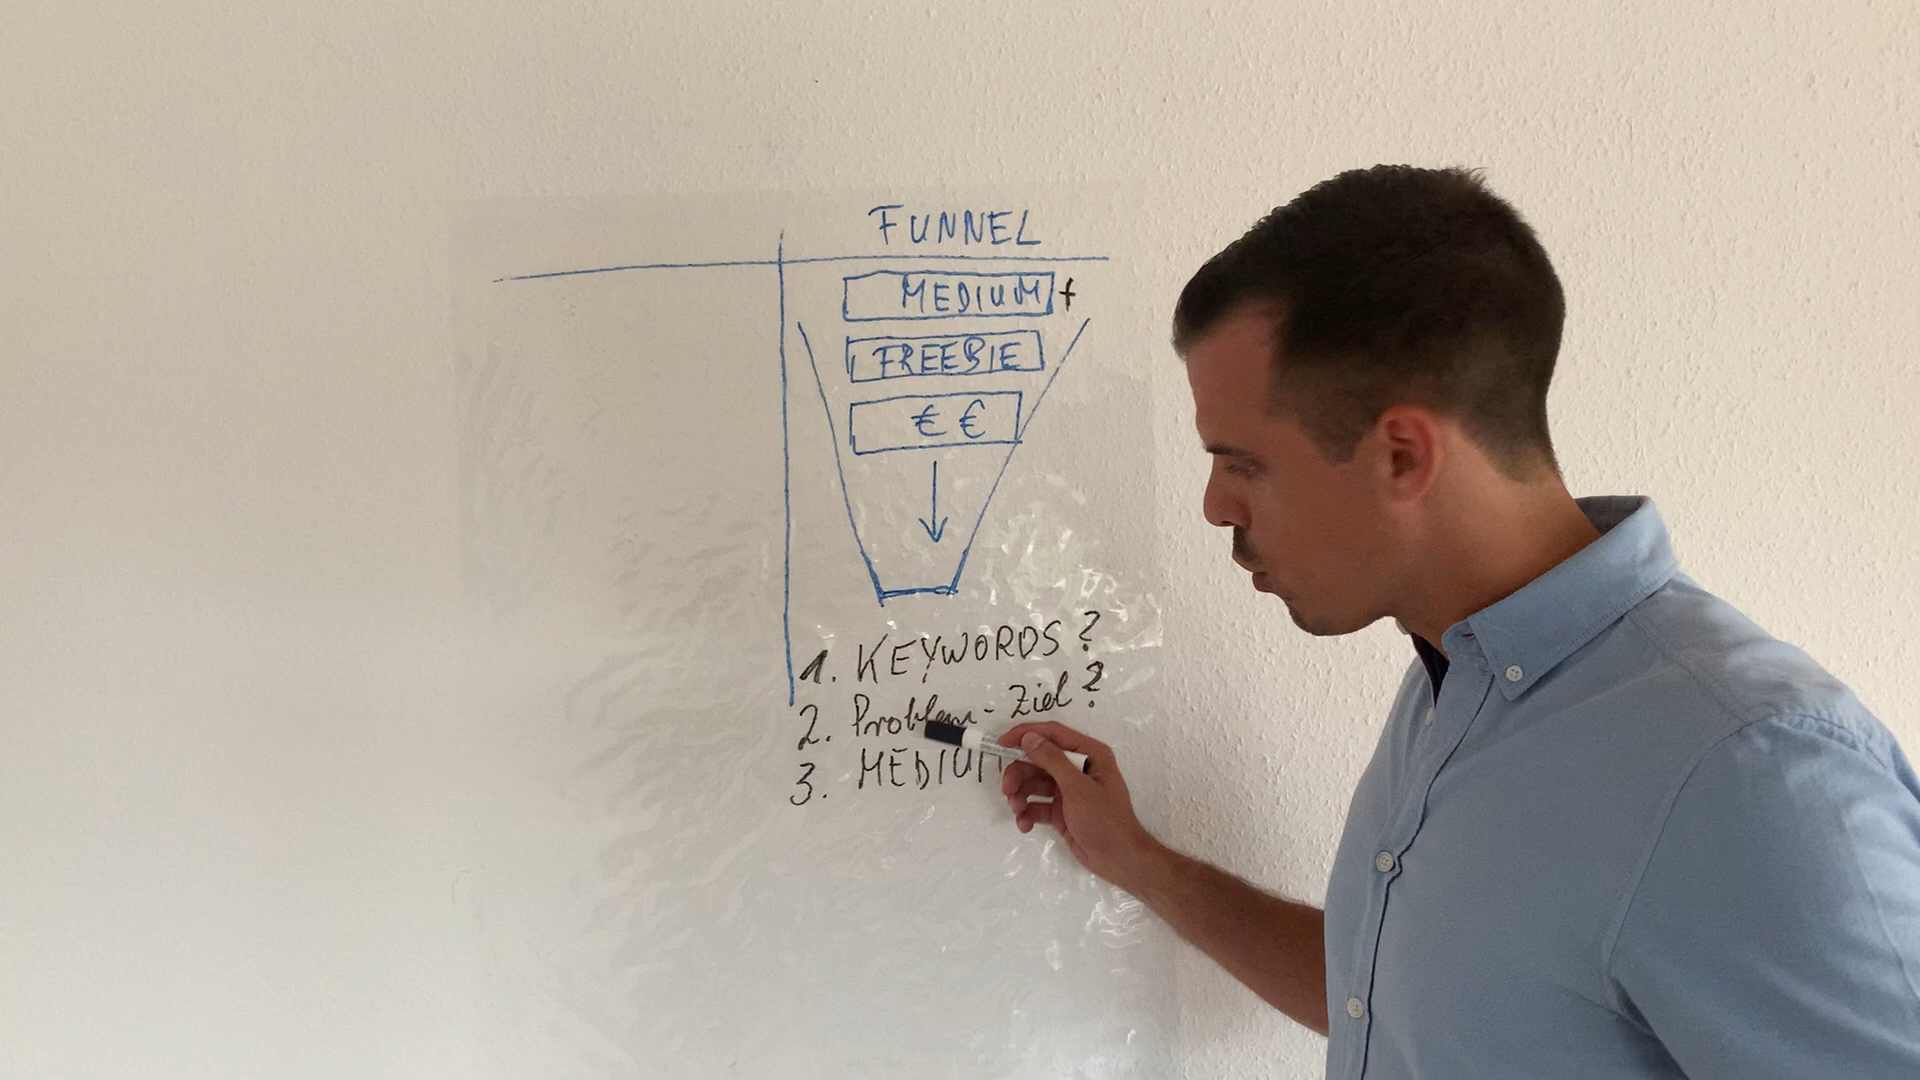 FUNNEL
MEDIUM +
FREEBIE
€ €
1. KEYWORDS?
2. Problem - Ziel?
3. MEDIUM